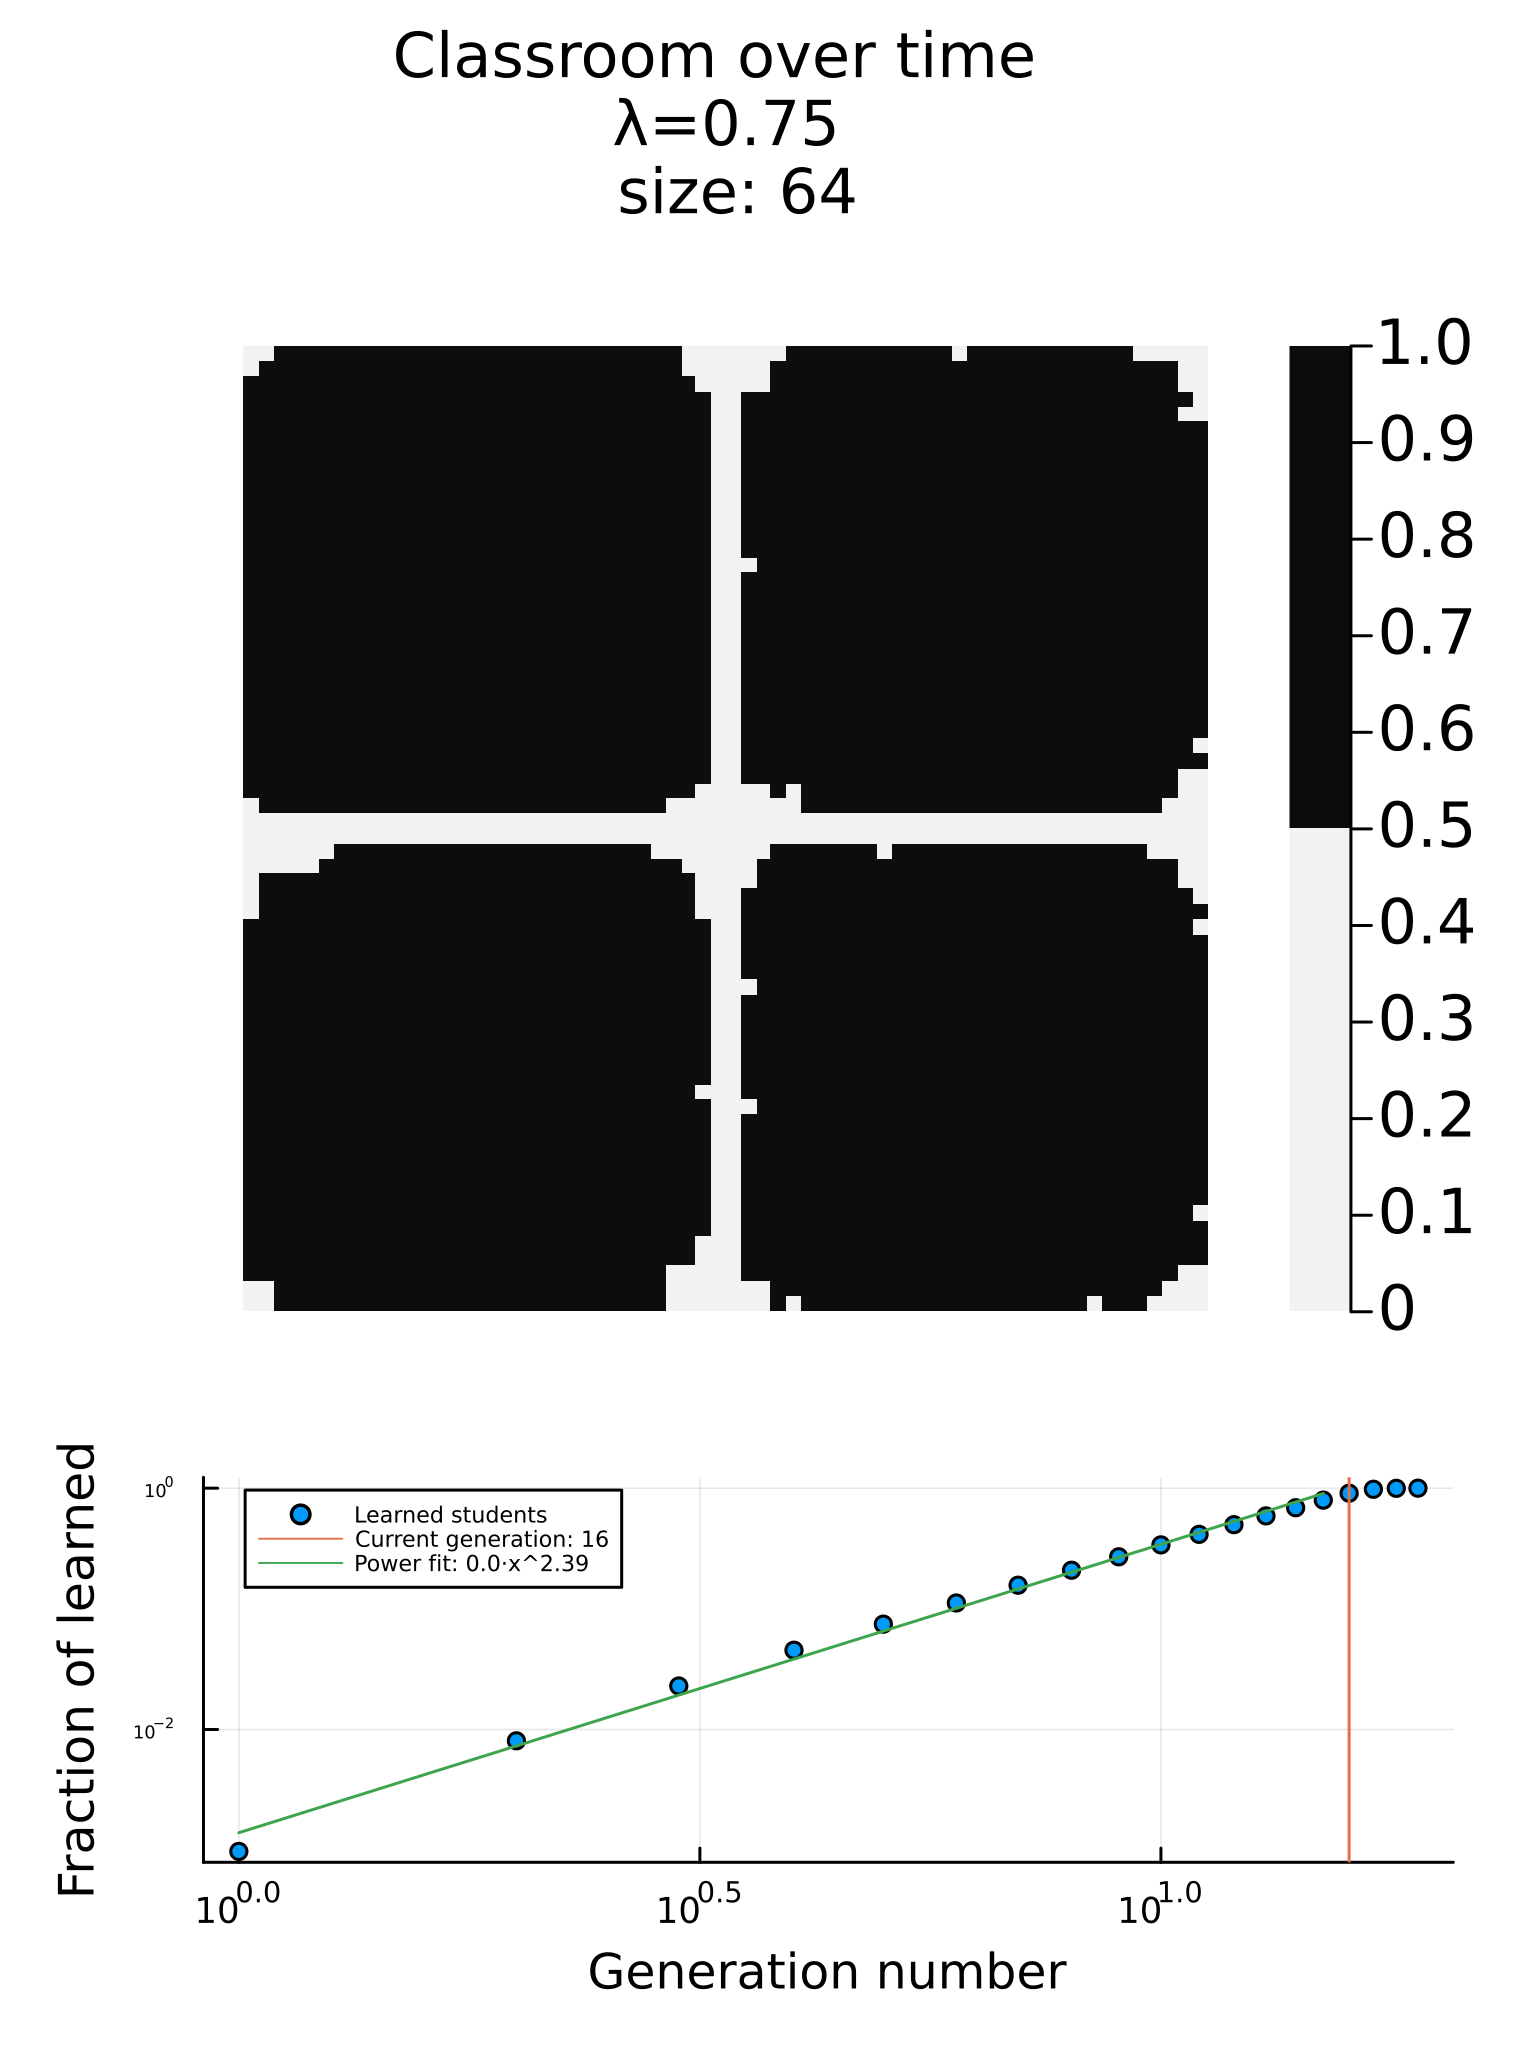 Classroom over time
λ=0.75
size: 64
1.0
0.9
0.8
0.7
0.6
0.5
0.4
0.3
0.2
0.1
0
Fraction of learned
10^0
10^−2
Learned students
Current generation: 16
Power fit: 0.0·x^2.39
10^0.0
10^0.5
10^1.0
Generation number